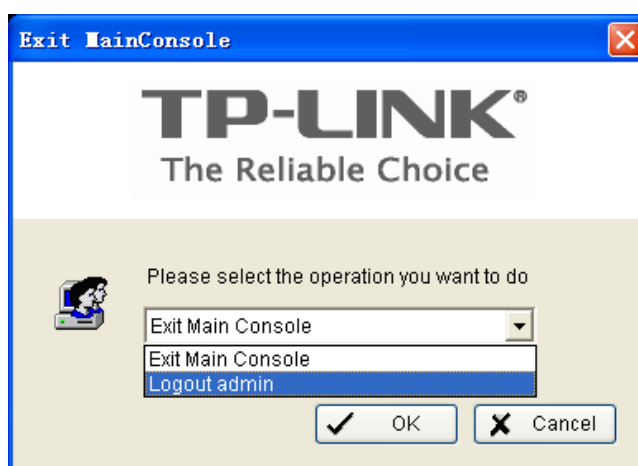 Exit MainConsole
TP-LINK®
The Reliable Choice
Please select the operation you want to do
Exit Main Console
Exit Main Console
Logout admin
OK
Cancel